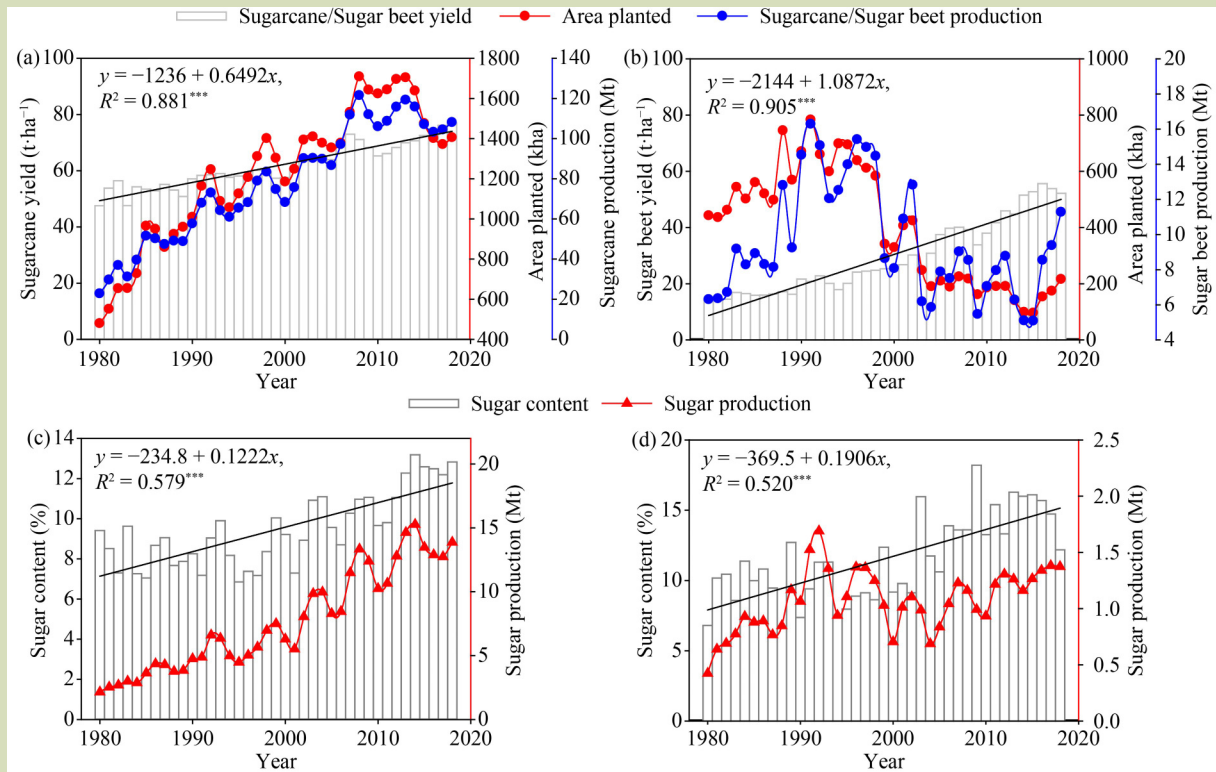 Sugarcane/Sugar beet yield Area planted Sugarcane/Sugar beet production
(a)
y = −1236 + 0.6492x,
R² = 0.881***
Sugarcane yield (t·ha⁻¹)
100
80
60
40
20
0
1980 1990 2000 2010 2020
Year
1800
1600
1400
1200
1000
800
600
400
Area planted (kha)
140
120
100
80
60
40
20
0
Sugarcane production (Mt)
(b)
y = −2144 + 1.0872x,
R² = 0.905***
Sugar beet yield (t·ha⁻¹)
100
80
60
40
20
0
1980 1990 2000 2010 2020
Year
1000
800
600
400
200
0
Area planted (kha)
20
18
16
14
12
10
8
6
4
Sugar beet production (Mt)
Sugar content Sugar production
(c)
y = −234.8 + 0.1222x,
R² = 0.579***
Sugar content (%)
14
12
10
8
6
4
2
0
1980 1990 2000 2010 2020
Year
20
15
10
5
0
Sugar production (Mt)
(d)
y = −369.5 + 0.1906x,
R² = 0.520***
Sugar content (%)
20
15
10
5
0
1980 1990 2000 2010 2020
Year
2.5
2.0
1.5
1.0
0.5
0.0
Sugar production (Mt)